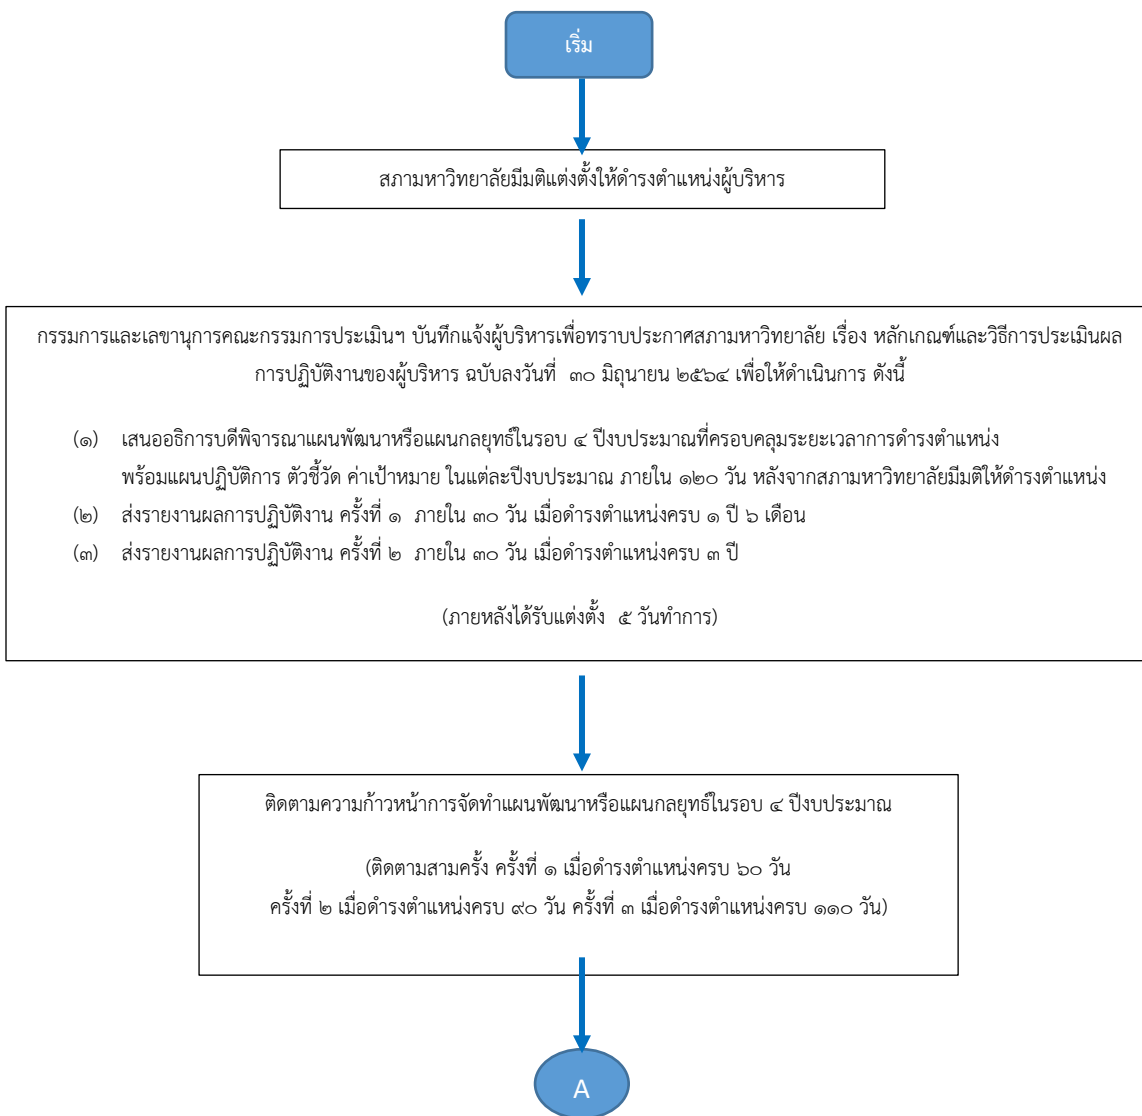 เริ่ม
สภามหาวิทยาลัยมีมติแต่งตั้งให้ดำรงตำแหน่งผู้บริหาร
กรรมการและเลขานุการคณะกรรมการประเมินฯ บันทึกแจ้งผู้บริหารเพื่อทราบประกาศสภามหาวิทยาลัย เรื่อง หลักเกณฑ์และวิธีการประเมินผล
การปฏิบัติงานของผู้บริหาร ฉบับลงวันที่ ๓๐ มิถุนายน ๒๕๖๔ เพื่อให้ดำเนินการ ดังนี้
(๑) เสนออธิการบดีพิจารณาแผนพัฒนาหรือแผนกลยุทธ์ในรอบ ๔ ปีงบประมาณที่ครอบคลุมระยะเวลาการดำรงตำแหน่ง
พร้อมแผนปฏิบัติการ ตัวชี้วัด ค่าเป้าหมาย ในแต่ละปีงบประมาณ ภายใน ๑๒๐ วัน หลังจากสภามหาวิทยาลัยมีมติให้ดำรงตำแหน่ง
(๒) ส่งรายงานผลการปฏิบัติงาน ครั้งที่ ๑ ภายใน ๓๐ วัน เมื่อดำรงตำแหน่งครบ ๑ ปี ๖ เดือน
(๓) ส่งรายงานผลการปฏิบัติงาน ครั้งที่ ๒ ภายใน ๓๐ วัน เมื่อดำรงตำแหน่งครบ ๓ ปี
(ภายหลังได้รับแต่งตั้ง ๕ วันทำการ)
ติดตามความก้าวหน้าการจัดทำแผนพัฒนาหรือแผนกลยุทธ์ในรอบ ๔ ปีงบประมาณ
(ติดตามสามครั้ง ครั้งที่ ๑ เมื่อดำรงตำแหน่งครบ ๖๐ วัน
ครั้งที่ ๒ เมื่อดำรงตำแหน่งครบ ๙๐ วัน ครั้งที่ ๓ เมื่อดำรงตำแหน่งครบ ๑๑๐ วัน)
A